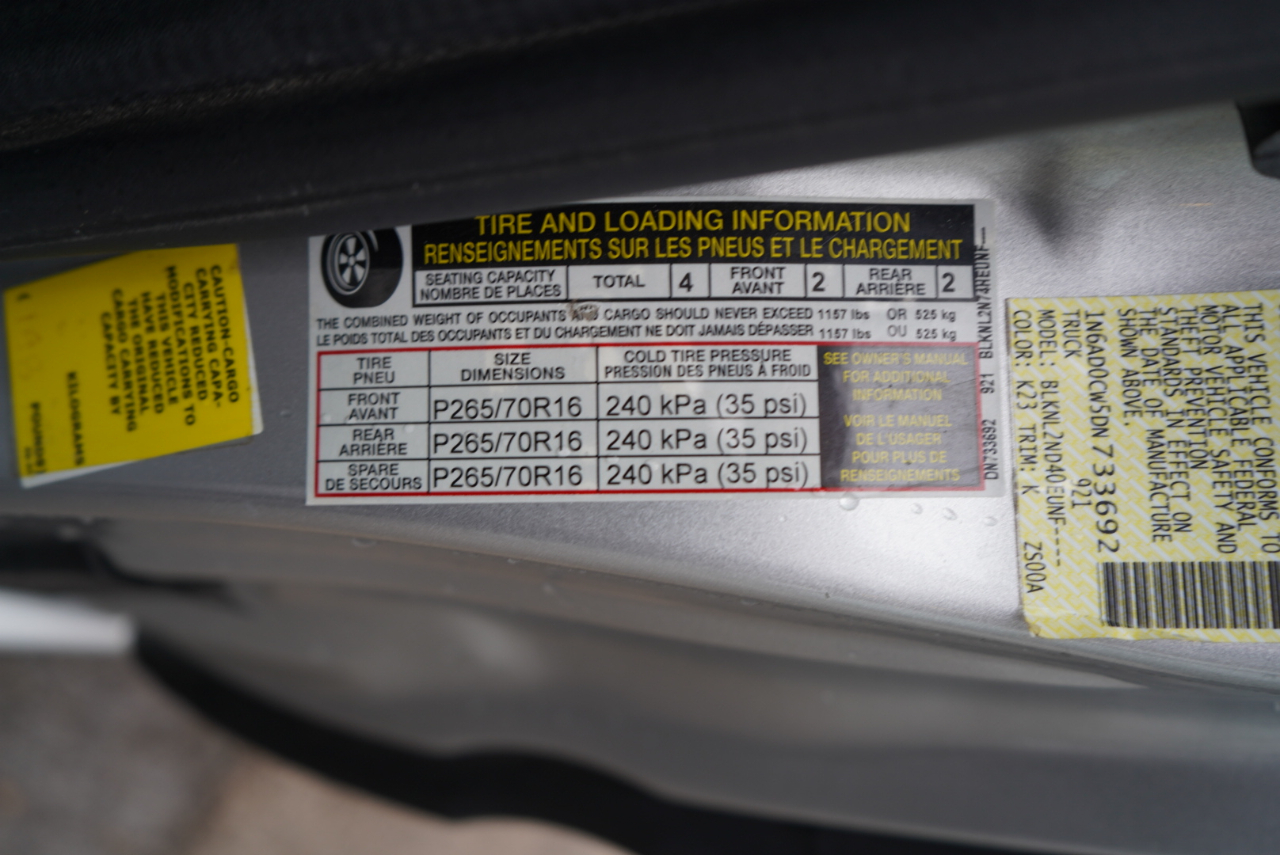 CAUTION-CARGO
CARRYING CAPA-
CITY REDUCED
MODIFICATIONS TO
THIS VEHICLE
HAVE REDUCED
THE ORIGINAL
CARGO CARRYING
CAPACITY BY
KILOGRAMS
POUNDS
TIRE AND LOADING INFORMATION
RENSEIGNEMENTS SUR LES PNEUS ET LE CHARGEMENT
SEATING CAPACITY TOTAL 4 FRONT 2 REAR 2
NOMBRE DE PLACES AVANT ARRIÈRE
THE COMBINED WEIGHT OF OCCUPANTS AND CARGO SHOULD NEVER EXCEED 1157 lbs OR 525 kg
LE POIDS TOTAL DES OCCUPANTS ET DU CHARGEMENT NE DOIT JAMAIS DÉPASSER 1157 lbs OU 525 kg
TIRE SIZE COLD TIRE PRESSURE
PNEU DIMENSIONS PRESSION DES PNEUS À FROID
FRONT
AVANT P265/70R16 240 kPa (35 psi)
REAR
ARRIÈRE P265/70R16 240 kPa (35 psi)
SPARE
DE SECOURS P265/70R16 240 kPa (35 psi)
SEE OWNER'S MANUAL
FOR ADDITIONAL
INFORMATION
VOIR LE MANUEL
DE L'USAGER
POUR PLUS DE
RENSEIGNEMENTS
DN733692 921 BLKNL2N74HEUNF--
THIS VEHICLE CONFORMS TO
ALL APPLICABLE FEDERAL
MOTOR VEHICLE SAFETY AND
THEFT PREVENTION
STANDARDS IN EFFECT ON
THE DATE OF MANUFACTURE
SHOWN ABOVE.
1N6AD0CW5DN733692
TRUCK 921
MODEL: BLKNL2ND40EUNF----
COLOR: K23 TRIM: K ZS00A